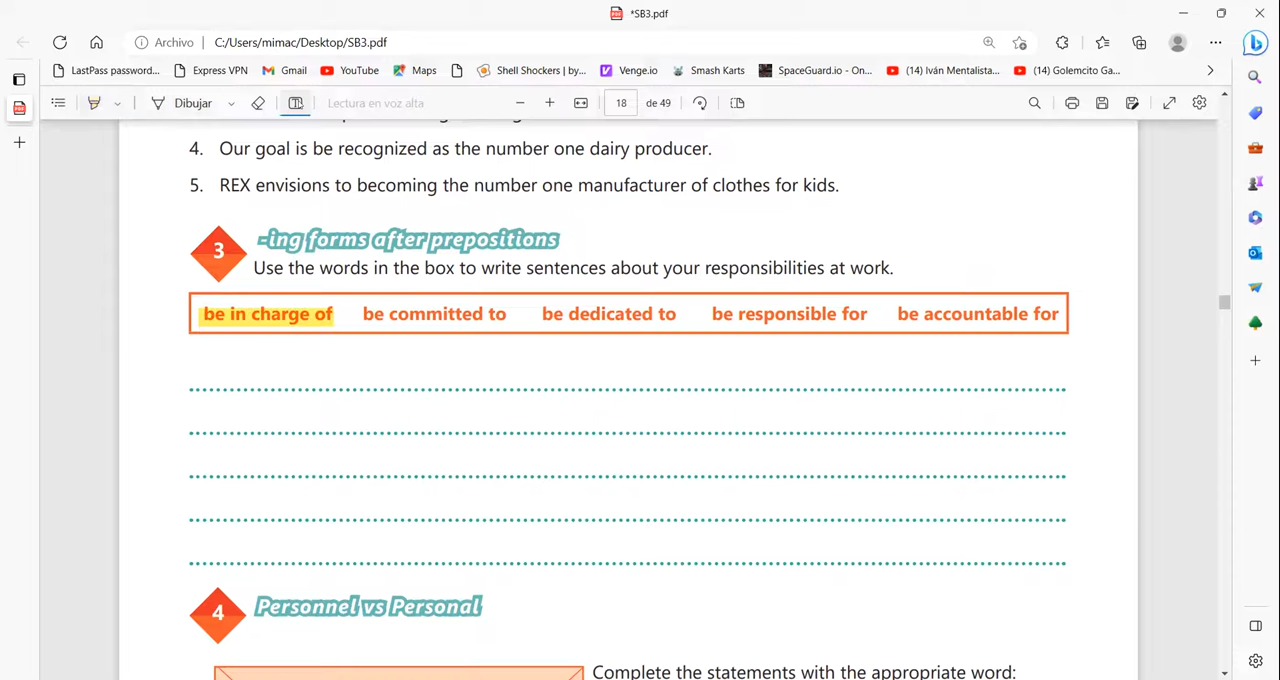 *SB3.pdf
Archivo C:/Users/mimac/Desktop/SB3.pdf
LastPass password... Express VPN Gmail YouTube Maps Shell Shockers | by... Venge.io Smash Karts SpaceGuard.io - On... (14) Iván Mentalista... (14) Golemcito Ga...
Dibujar Lectura en voz alta 18 de 49
4. Our goal is be recognized as the number one dairy producer.
5. REX envisions to becoming the number one manufacturer of clothes for kids.
3 -ing forms after prepositions
Use the words in the box to write sentences about your responsibilities at work.
be in charge of be committed to be dedicated to be responsible for be accountable for
4 Personnel vs Personal
Complete the statements with the appropriate word: